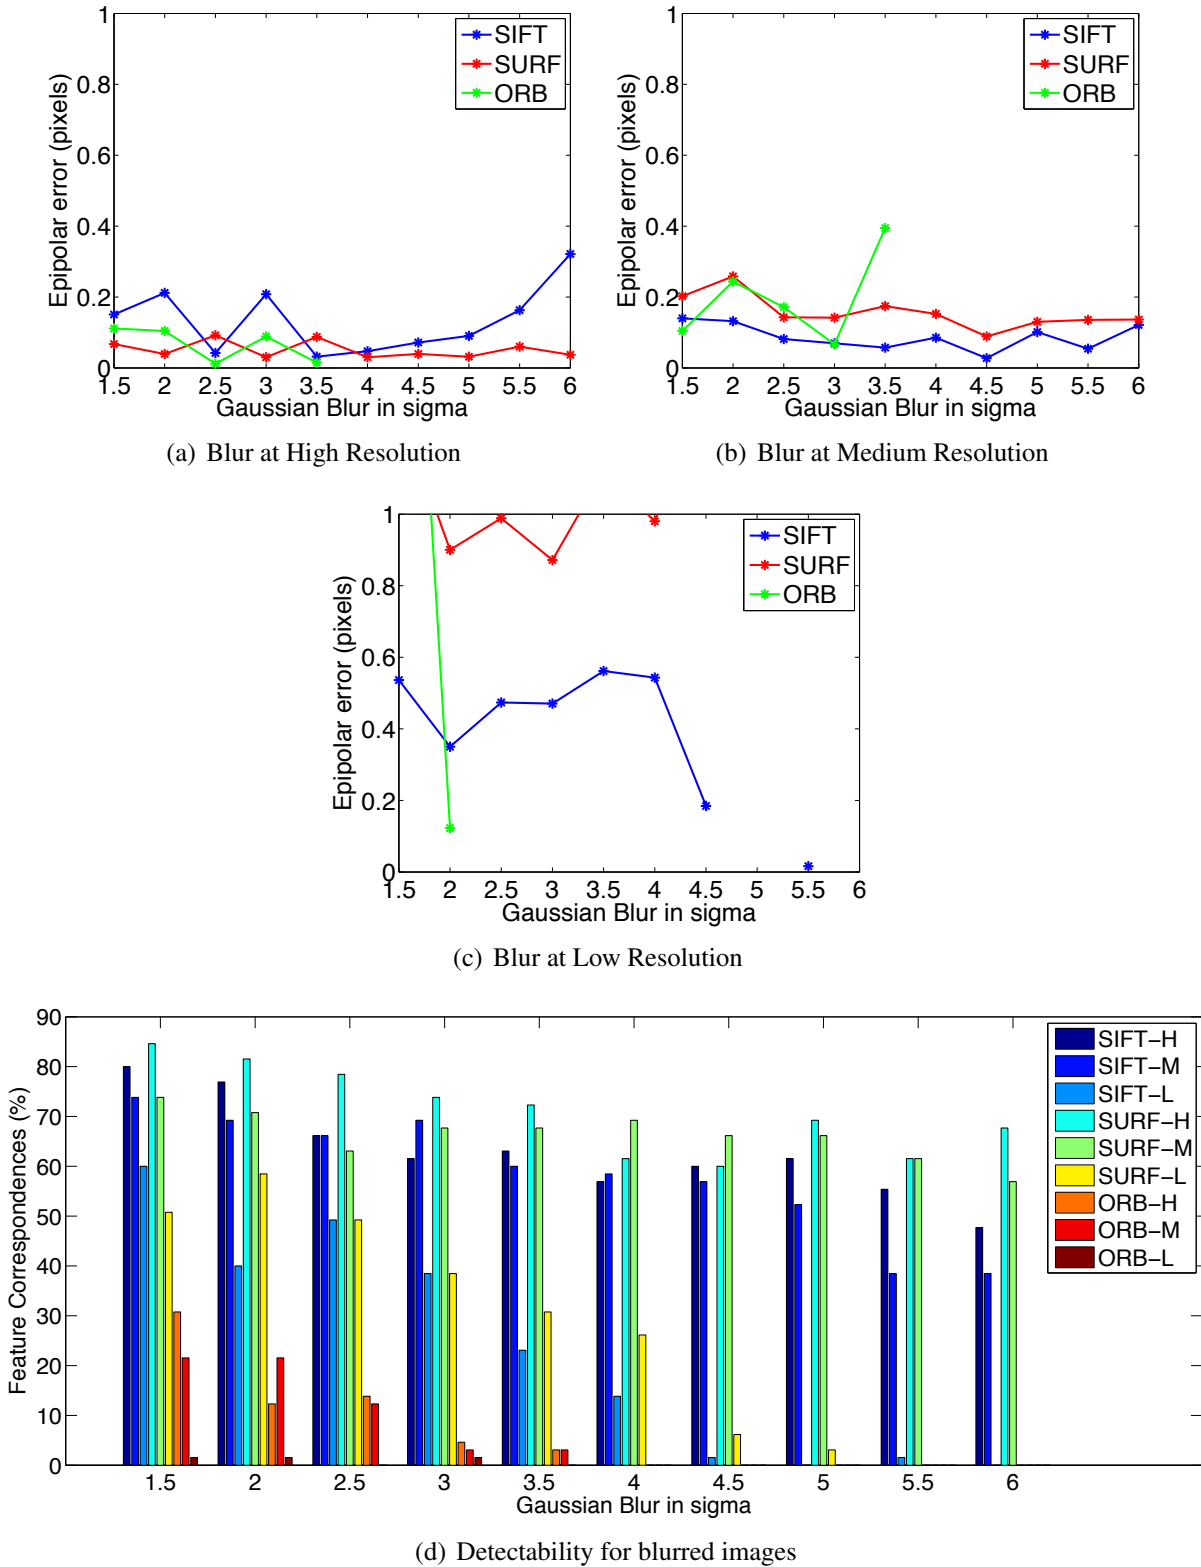 1
0.8
0.6
0.4
0.2
0
Epipolar error (pixels)
SIFT
SURF
ORB
1.5 2 2.5 3 3.5 4 4.5 5 5.5 6
Gaussian Blur in sigma
(a) Blur at High Resolution
1
0.8
0.6
0.4
0.2
0
Epipolar error (pixels)
SIFT
SURF
ORB
1.5 2 2.5 3 3.5 4 4.5 5 5.5 6
Gaussian Blur in sigma
(b) Blur at Medium Resolution
1
0.8
0.6
0.4
0.2
0
Epipolar error (pixels)
SIFT
SURF
ORB
1.5 2 2.5 3 3.5 4 4.5 5 5.5 6
Gaussian Blur in sigma
(c) Blur at Low Resolution
90
80
70
60
50
40
30
20
10
0
Feature Correspondences (%)
SIFT-H
SIFT-M
SIFT-L
SURF-H
SURF-M
SURF-L
ORB-H
ORB-M
ORB-L
1.5 2 2.5 3 3.5 4 4.5 5 5.5 6
Gaussian Blur in sigma
(d) Detectability for blurred images